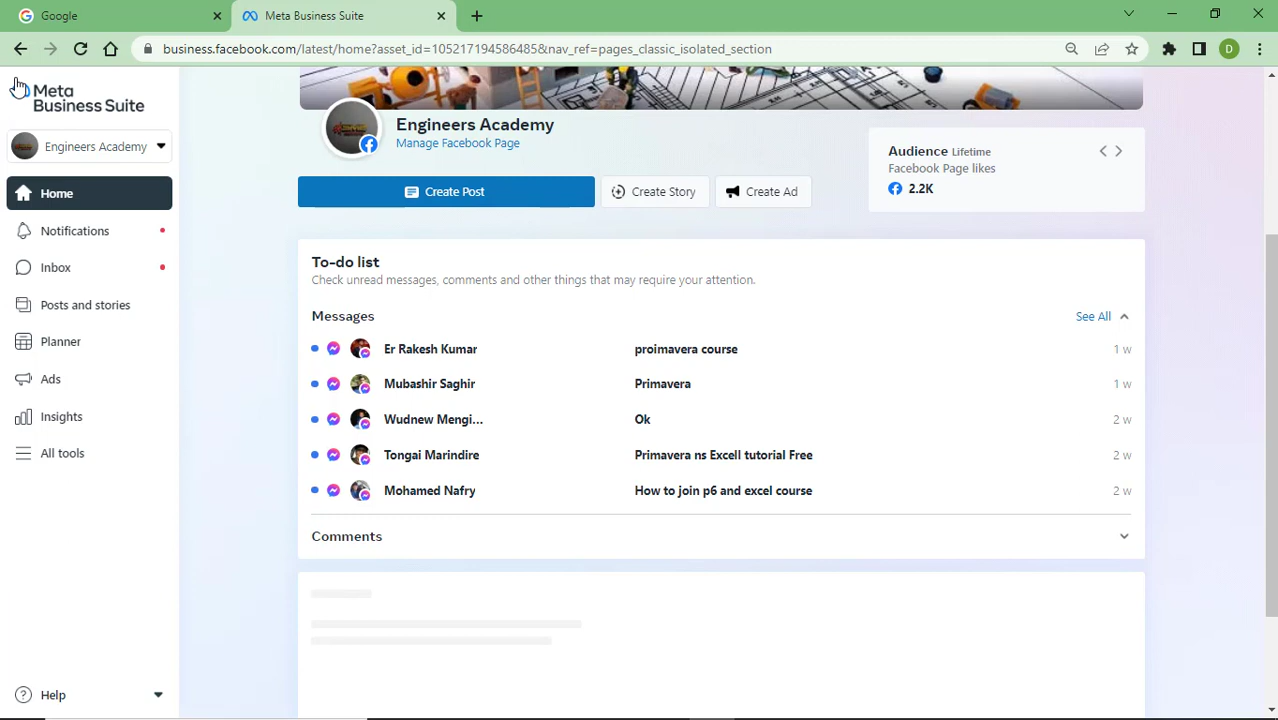 Google
Meta Business Suite
business.facebook.com/latest/home?asset_id=105217194586485&nav_ref=pages_classic_isolated_section
D
Meta
Business Suite
Engineers Academy
Home
Notifications
Inbox
Posts and stories
Planner
Ads
Insights
All tools
Help
Engineers Academy
Manage Facebook Page
Create Post
Create Story
Create Ad
Audience Lifetime
Facebook Page likes
2.2K
To-do list
Check unread messages, comments and other things that may require your attention.
Messages
See All
Er Rakesh Kumar proimavera course 1 w
Mubashir Saghir Primavera 1 w
Wudnew Mengi... Ok 2 w
Tongai Marindire Primavera ns Excell tutorial Free 2 w
Mohamed Nafry How to join p6 and excel course 2 w
Comments